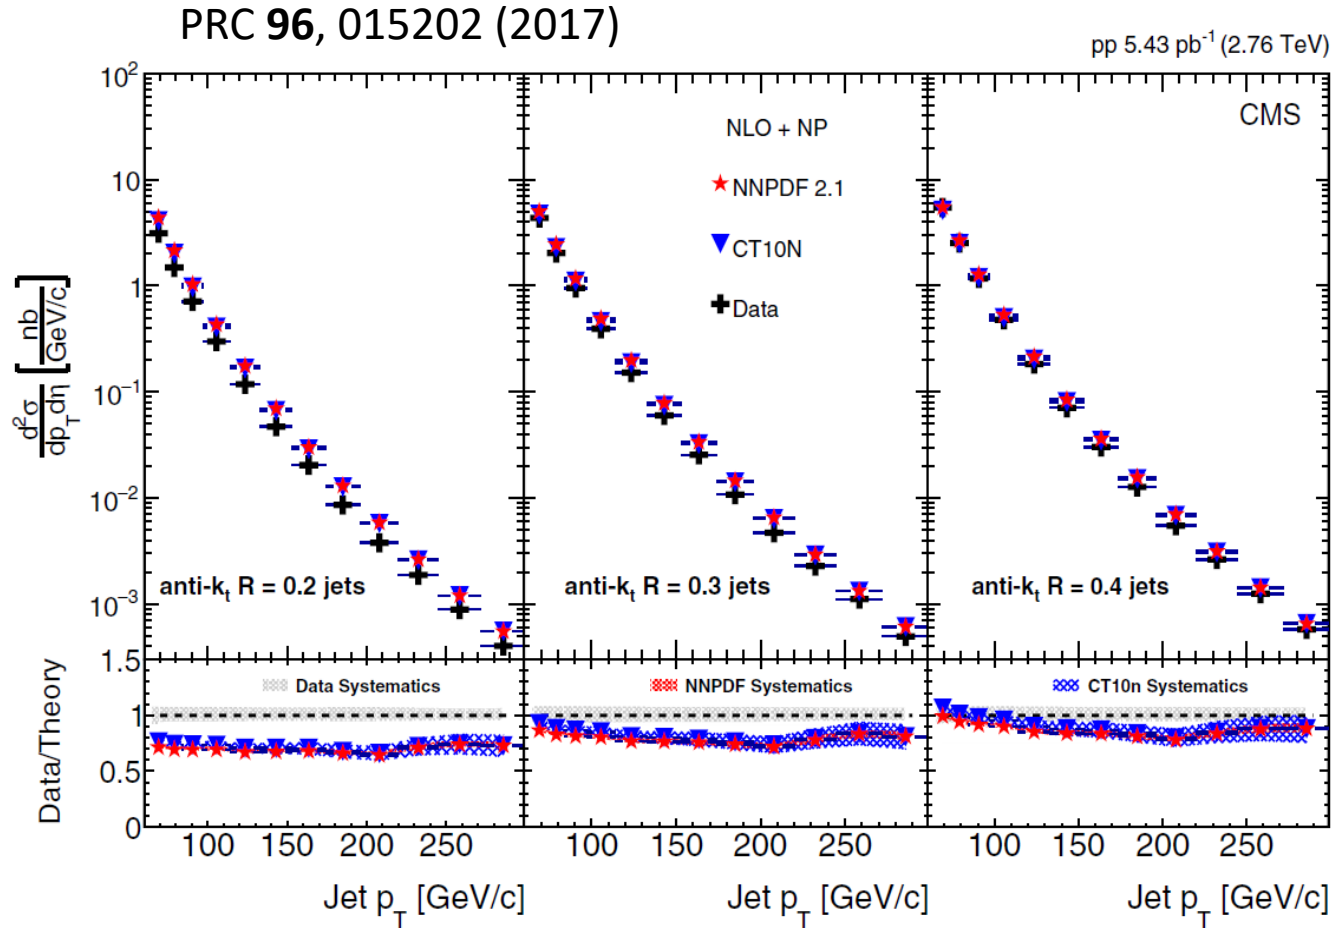 PRC 96, 015202 (2017)
pp 5.43 pb⁻¹ (2.76 TeV)
CMS
NLO + NP
NNPDF 2.1
CT10N
Data
d²σ/dp_T dη [nb/GeV/c]
10²
10
1
10⁻¹
10⁻²
10⁻³
anti-k_t R = 0.2 jets
anti-k_t R = 0.3 jets
anti-k_t R = 0.4 jets
Data/Theory
1.5
1
0.5
0
Data Systematics
NNPDF Systematics
CT10n Systematics
100 150 200 250
100 150 200 250
100 150 200 250
Jet p_T [GeV/c]
Jet p_T [GeV/c]
Jet p_T [GeV/c]